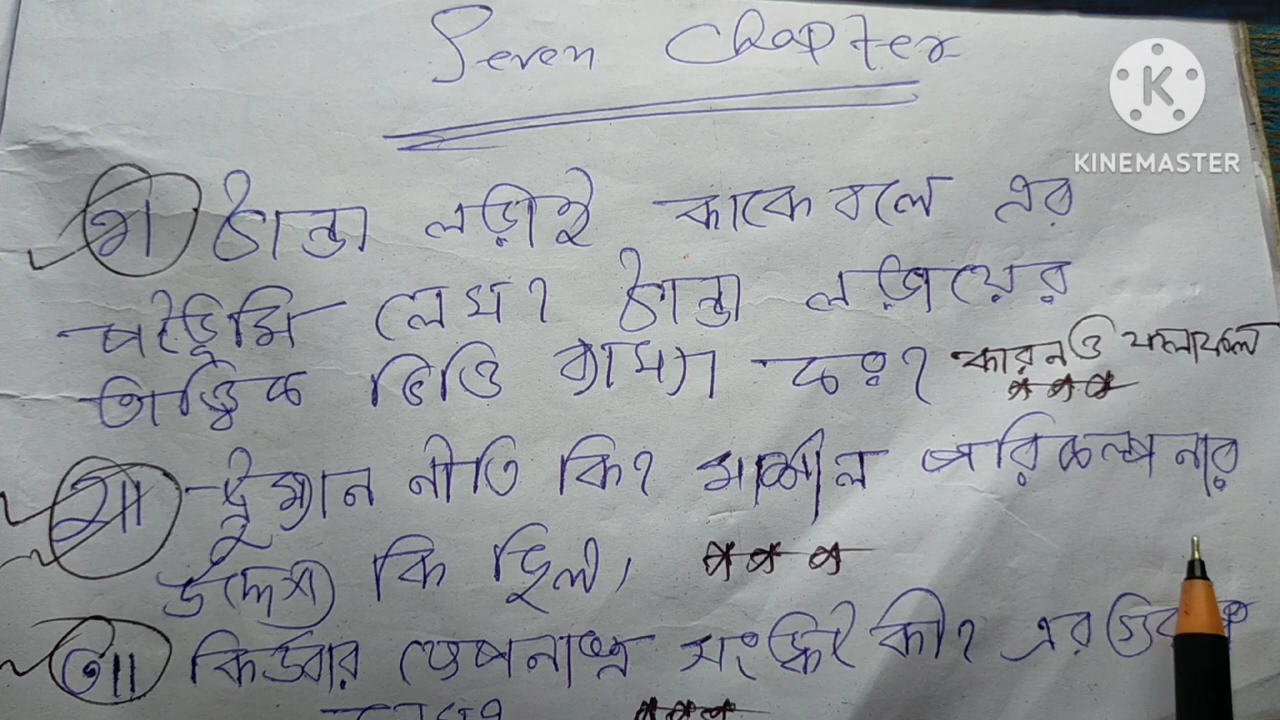 Seven Chapter
KINEMASTER
১। ঠান্ডা লড়াই কাকে বলে এর
পটভূমি লেখ? ঠান্ডা লড়ায়ের
তাত্ত্বিক ভিত্তি ব্যাখ্যা কর? কারন ও ফলাফল
২॥ ট্রুম্যান নীতি কি? মার্শাল পরিকল্পনার
উদ্দেশ্য কি ছিল,
৩॥ কিউবার ক্ষেপনাস্ত্র সংকট কী? এর